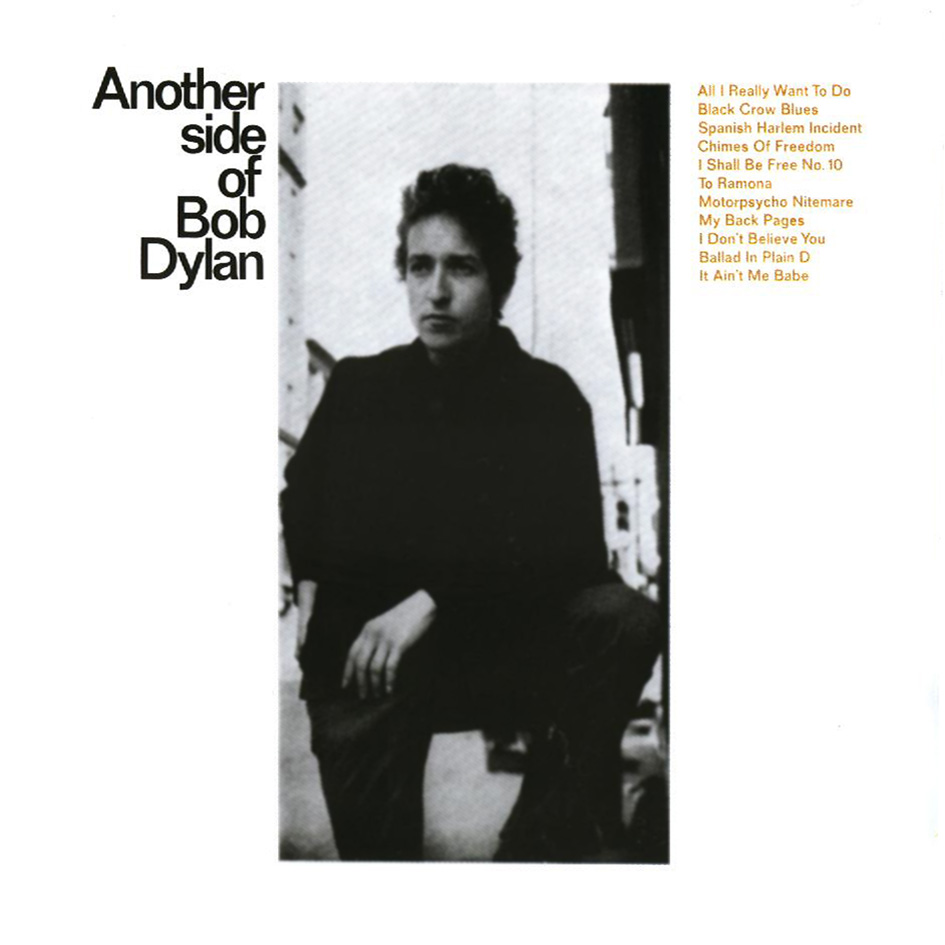 Another
side
of
Bob
Dylan
All I Really Want To Do
Black Crow Blues
Spanish Harlem Incident
Chimes Of Freedom
I Shall Be Free No. 10
To Ramona
Motorpsycho Nitemare
My Back Pages
I Don't Believe You
Ballad In Plain D
It Ain't Me Babe